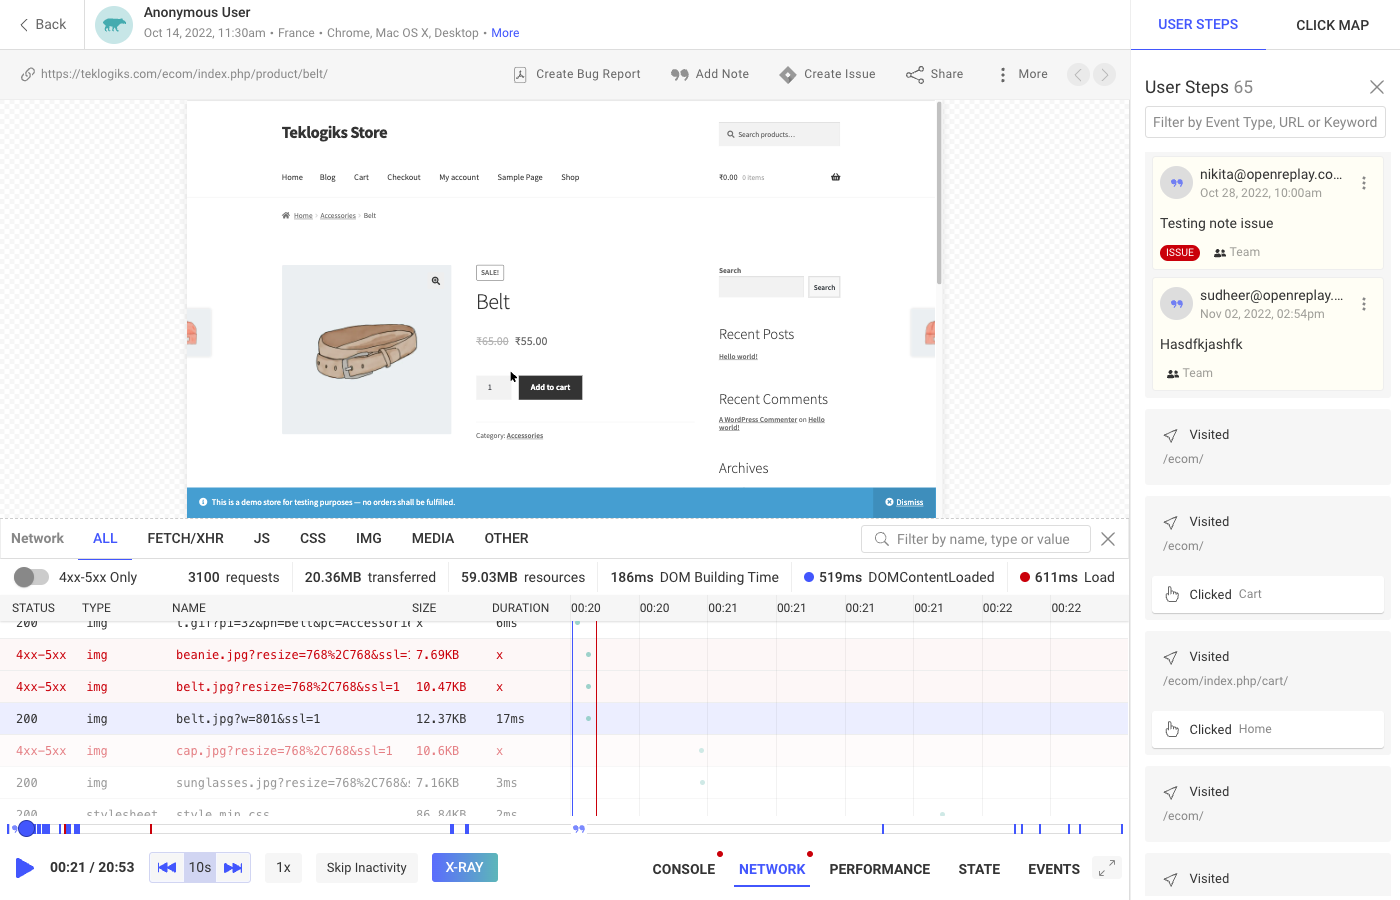 Back
Anonymous User
Oct 14, 2022, 11:30am • France • Chrome, Mac OS X, Desktop • More
USER STEPS
CLICK MAP
https://teklogiks.com/ecom/index.php/product/belt/
Create Bug Report
Add Note
Create Issue
Share
More
User Steps 65
Filter by Event Type, URL or Keyword
Teklogiks Store
Search products...
Home Blog Cart Checkout My account Sample Page Shop
₹0.00 0 items
Home › Accessories › Belt
SALE!
Belt
₹65.00 ₹55.00
1
Add to cart
Category: Accessories
Search
Search
Recent Posts
Hello world!
Recent Comments
A WordPress Commenter on Hello
world!
Archives
This is a demo store for testing purposes — no orders shall be fulfilled.
Dismiss
nikita@openreplay.co...
Oct 28, 2022, 10:00am
Testing note issue
ISSUE
Team
sudheer@openreplay....
Nov 02, 2022, 02:54pm
Hasdfkjashfk
Team
Visited
/ecom/
Visited
/ecom/
Clicked Cart
Visited
/ecom/index.php/cart/
Clicked Home
Visited
/ecom/
Visited
Network ALL FETCH/XHR JS CSS IMG MEDIA OTHER
Filter by name, type or value
4xx-5xx Only
3100 requests
20.36MB transferred
59.03MB resources
186ms DOM Building Time
519ms DOMContentLoaded
611ms Load
STATUS TYPE NAME SIZE DURATION 00:20 00:20 00:21 00:21 00:21 00:21 00:22 00:22
200 img t.gif?pi=32&pn=Belt&pc=Accessorie x 6ms
4xx-5xx img beanie.jpg?resize=768%2C768&ssl=1 7.69KB x
4xx-5xx img belt.jpg?resize=768%2C768&ssl=1 10.47KB x
200 img belt.jpg?w=801&ssl=1 12.37KB 17ms
4xx-5xx img cap.jpg?resize=768%2C768&ssl=1 10.6KB x
200 img sunglasses.jpg?resize=768%2C768&s 7.16KB 3ms
200 stylesheet style.min.css 86.84KB 2ms
00:21 / 20:53
10s
1x
Skip Inactivity
X-RAY
CONSOLE
NETWORK
PERFORMANCE
STATE
EVENTS